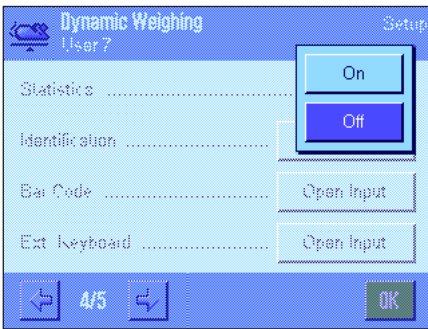 Dynamic Weighing Setup
User 7
Statistics ............................ On
Off
Identification ......................
Bar Code ........................... Open Input
Ext. Keyboard .................... Open Input
4/5 OK